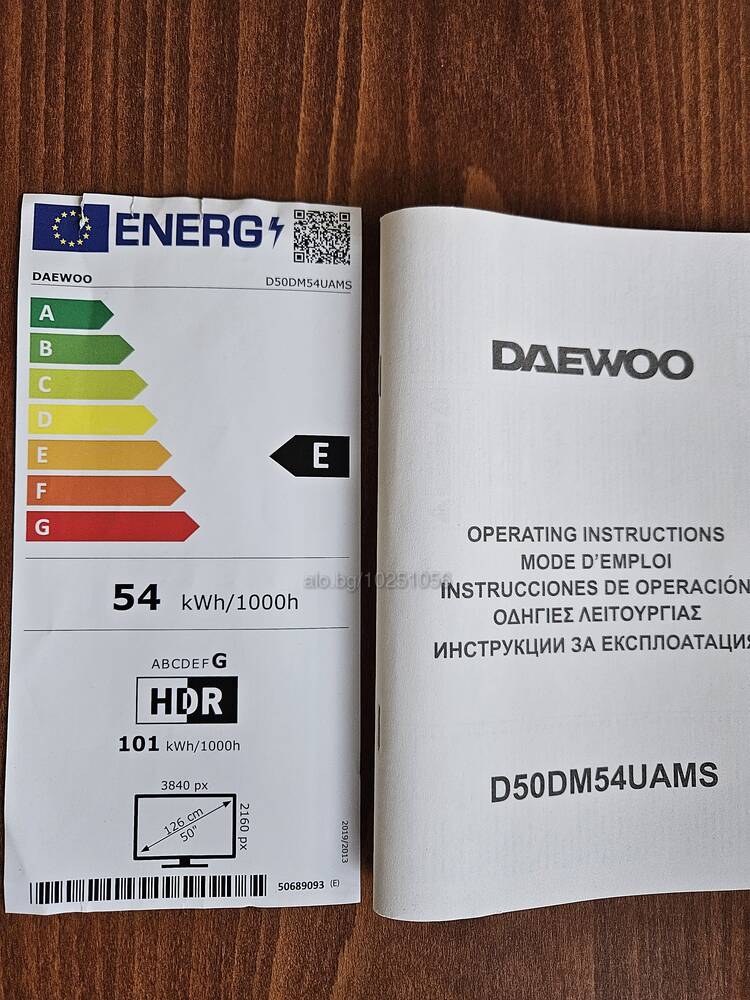 ENERG
DAEWOO
D50DM54UAMS
A
B
C
D
E
F
G
E
54 kWh/1000h
ABCDEFG
HDR
101 kWh/1000h
3840 px
2160 px
126 cm
50"
2019/2013
50689093 (E)
alo.bg/10251056
DAEWOO
OPERATING INSTRUCTIONS
MODE D'EMPLOI
INSTRUCCIONES DE OPERACIÓN
ΟΔΗΓΙΕΣ ΛΕΙΤΟΥΡΓΙΑΣ
ИНСТРУКЦИИ ЗА ЕКСПЛОАТАЦИЯ
D50DM54UAMS